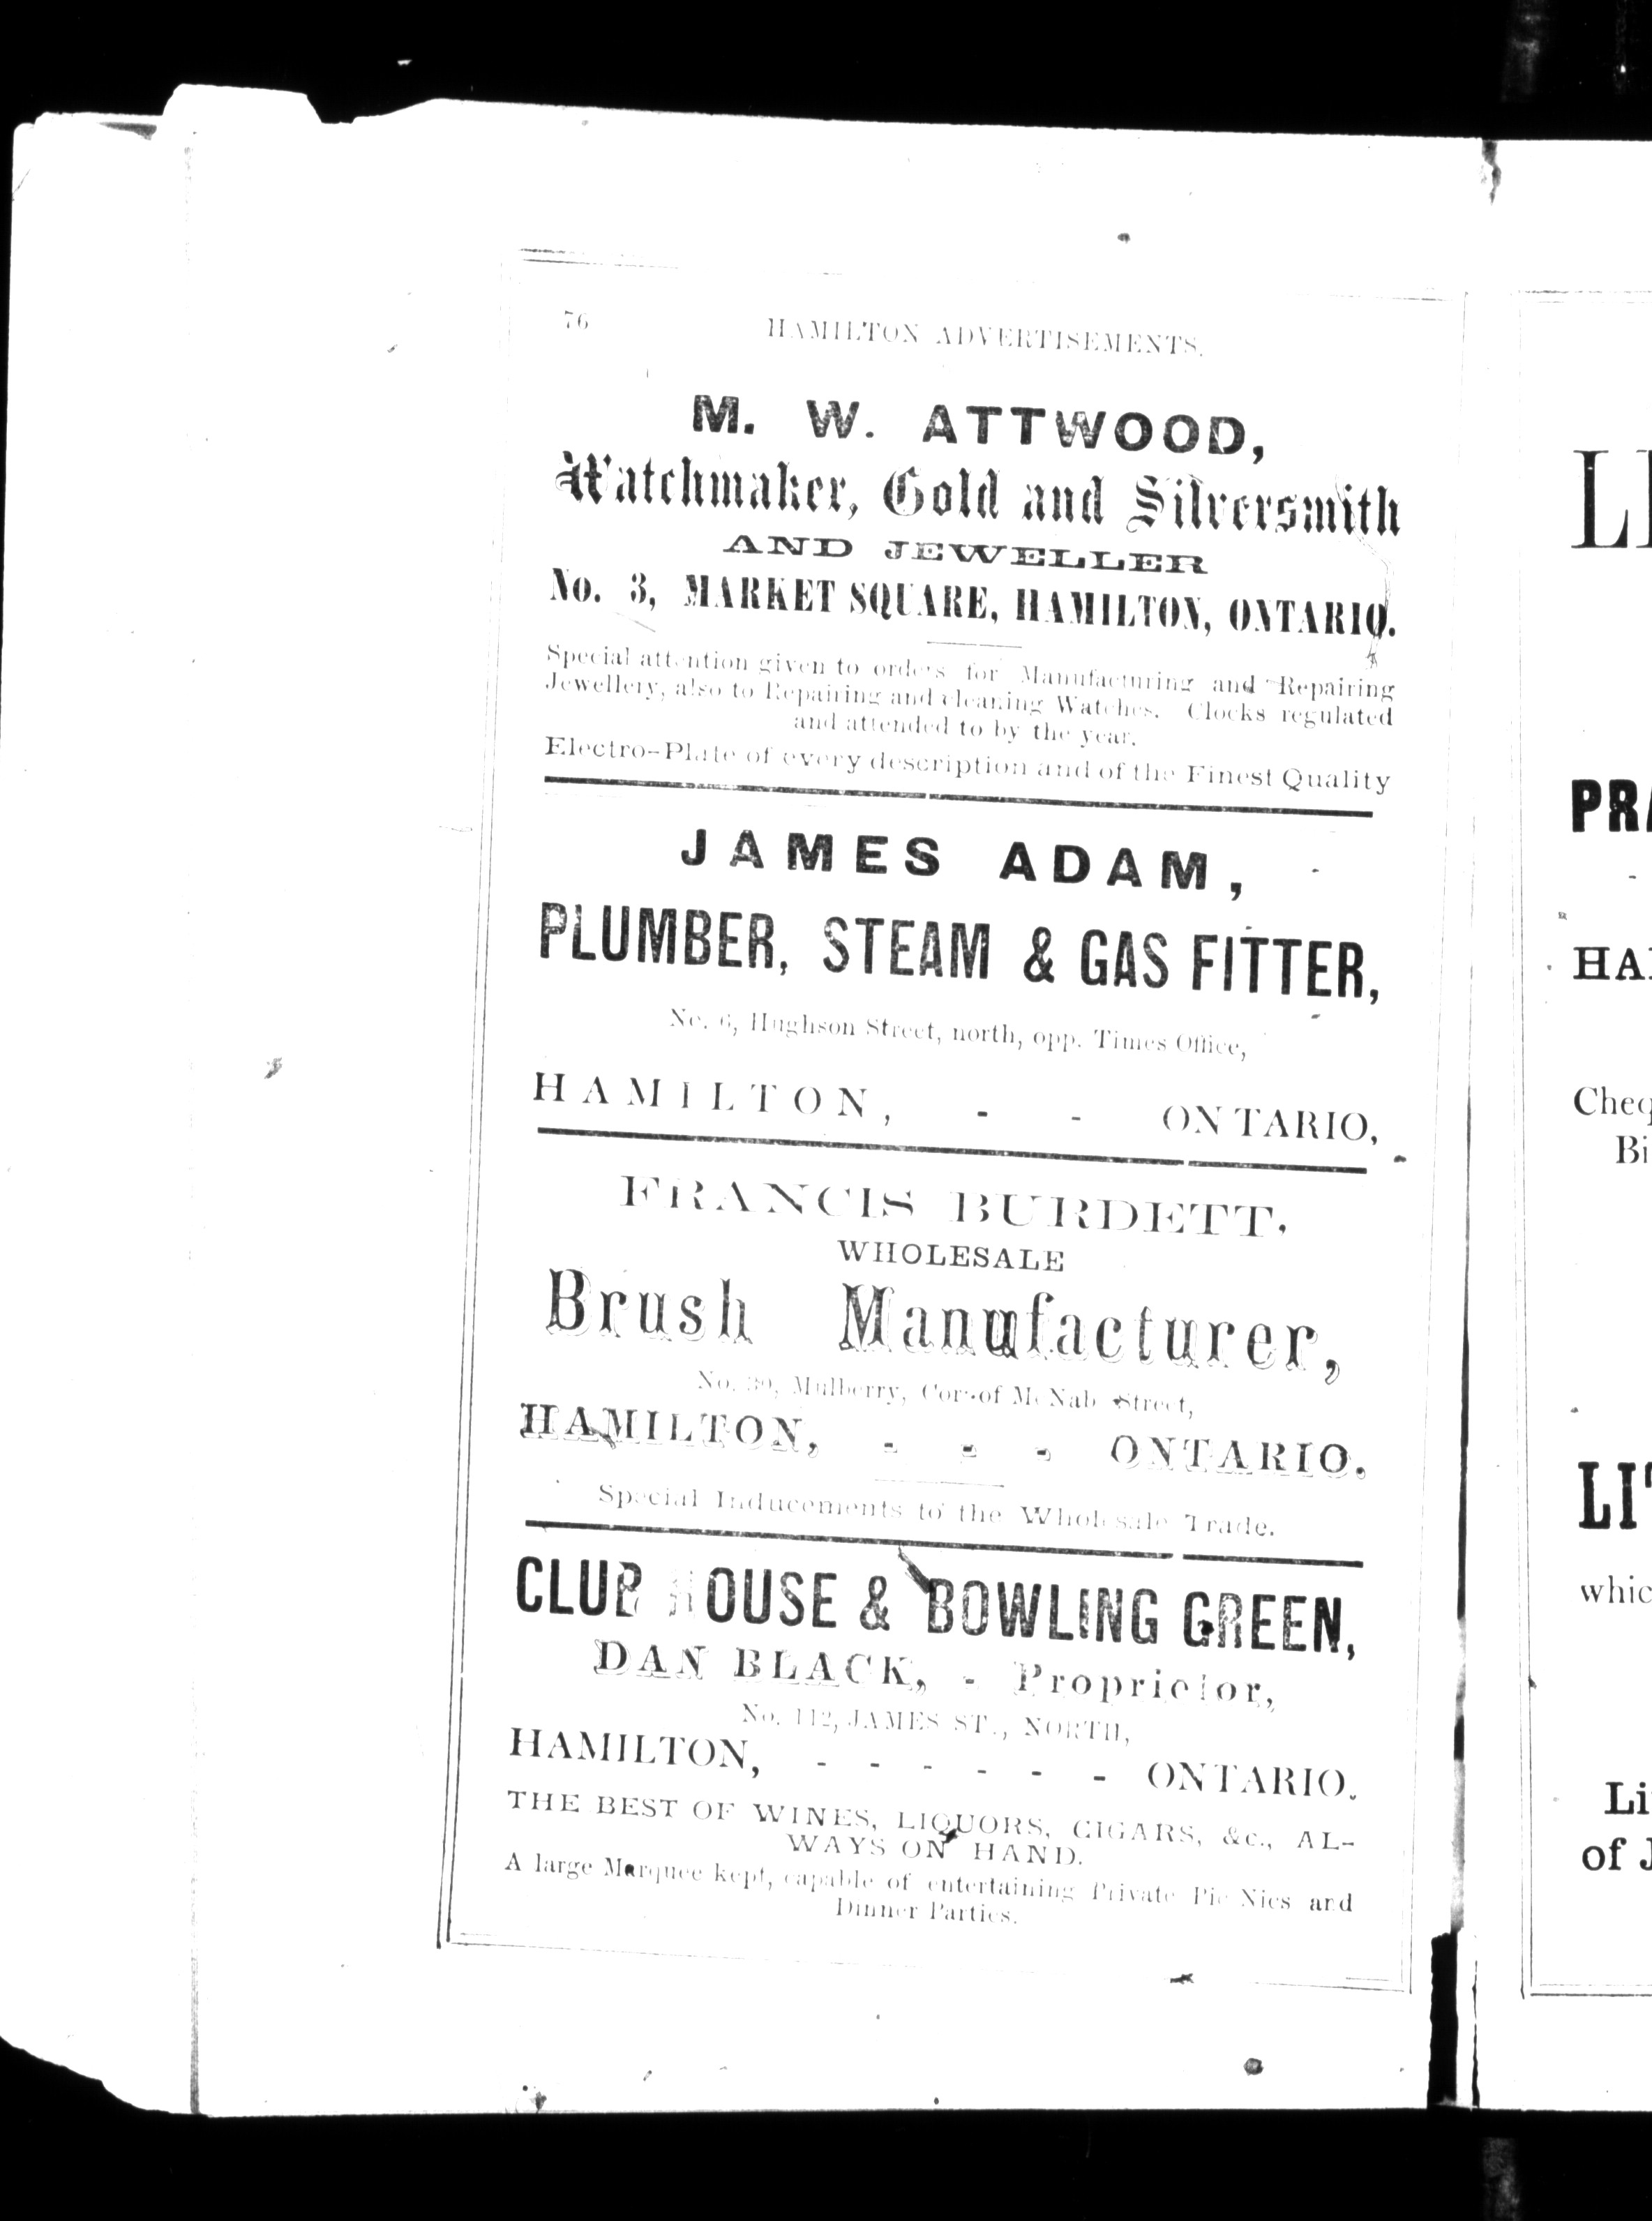 76 HAMILTON ADVERTISEMENTS.
M. W. ATTWOOD,
Watchmaker, Gold and Silversmith
AND JEWELLER
No. 3, MARKET SQUARE, HAMILTON, ONTARIO.
Special attention given to orders for Manufacturing and Repairing
Jewellery, also to Repairing and cleaning Watches. Clocks regulated
and attended to by the year.
Electro-Plate of every description and of the Finest Quality
JAMES ADAM,
PLUMBER, STEAM & GAS FITTER,
No. 6, Hughson Street, north, opp. Times Office,
HAMILTON, - - ONTARIO,
FRANCIS BURDETT,
WHOLESALE
Brush Manufacturer,
No. 30, Mulberry, Cor. of McNab Street,
HAMILTON, - - - ONTARIO.
Special Inducements to the Wholesale Trade.
CLUB HOUSE & BOWLING GREEN,
DAN BLACK, - Proprietor,
No. 112, JAMES ST., NORTH,
HAMILTON, - - - - - - ONTARIO.
THE BEST OF WINES, LIQUORS, CIGARS, &c., AL-
WAYS ON HAND.
A large Marquee kept, capable of entertaining Private Pic Nics and
Dinner Parties.
LI
PRA
HA
Cheq
Bi
LIT
whic
Li
of J